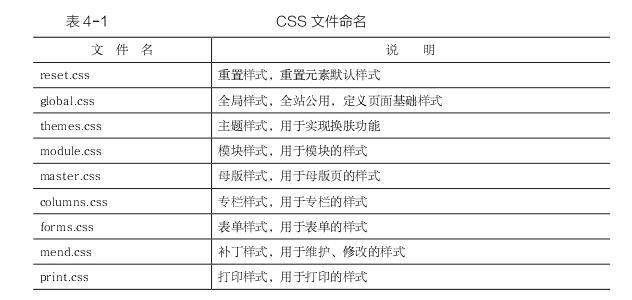 表 4-1 CSS 文件命名
文 件 名 说 明
reset.css 重置样式，重置元素默认样式
global.css 全局样式，全站公用，定义页面基础样式
themes.css 主题样式，用于实现换肤功能
module.css 模块样式，用于模块的样式
master.css 母版样式，用于母版页的样式
columns.css 专栏样式，用于专栏的样式
forms.css 表单样式，用于表单的样式
mend.css 补丁样式，用于维护、修改的样式
print.css 打印样式，用于打印的样式